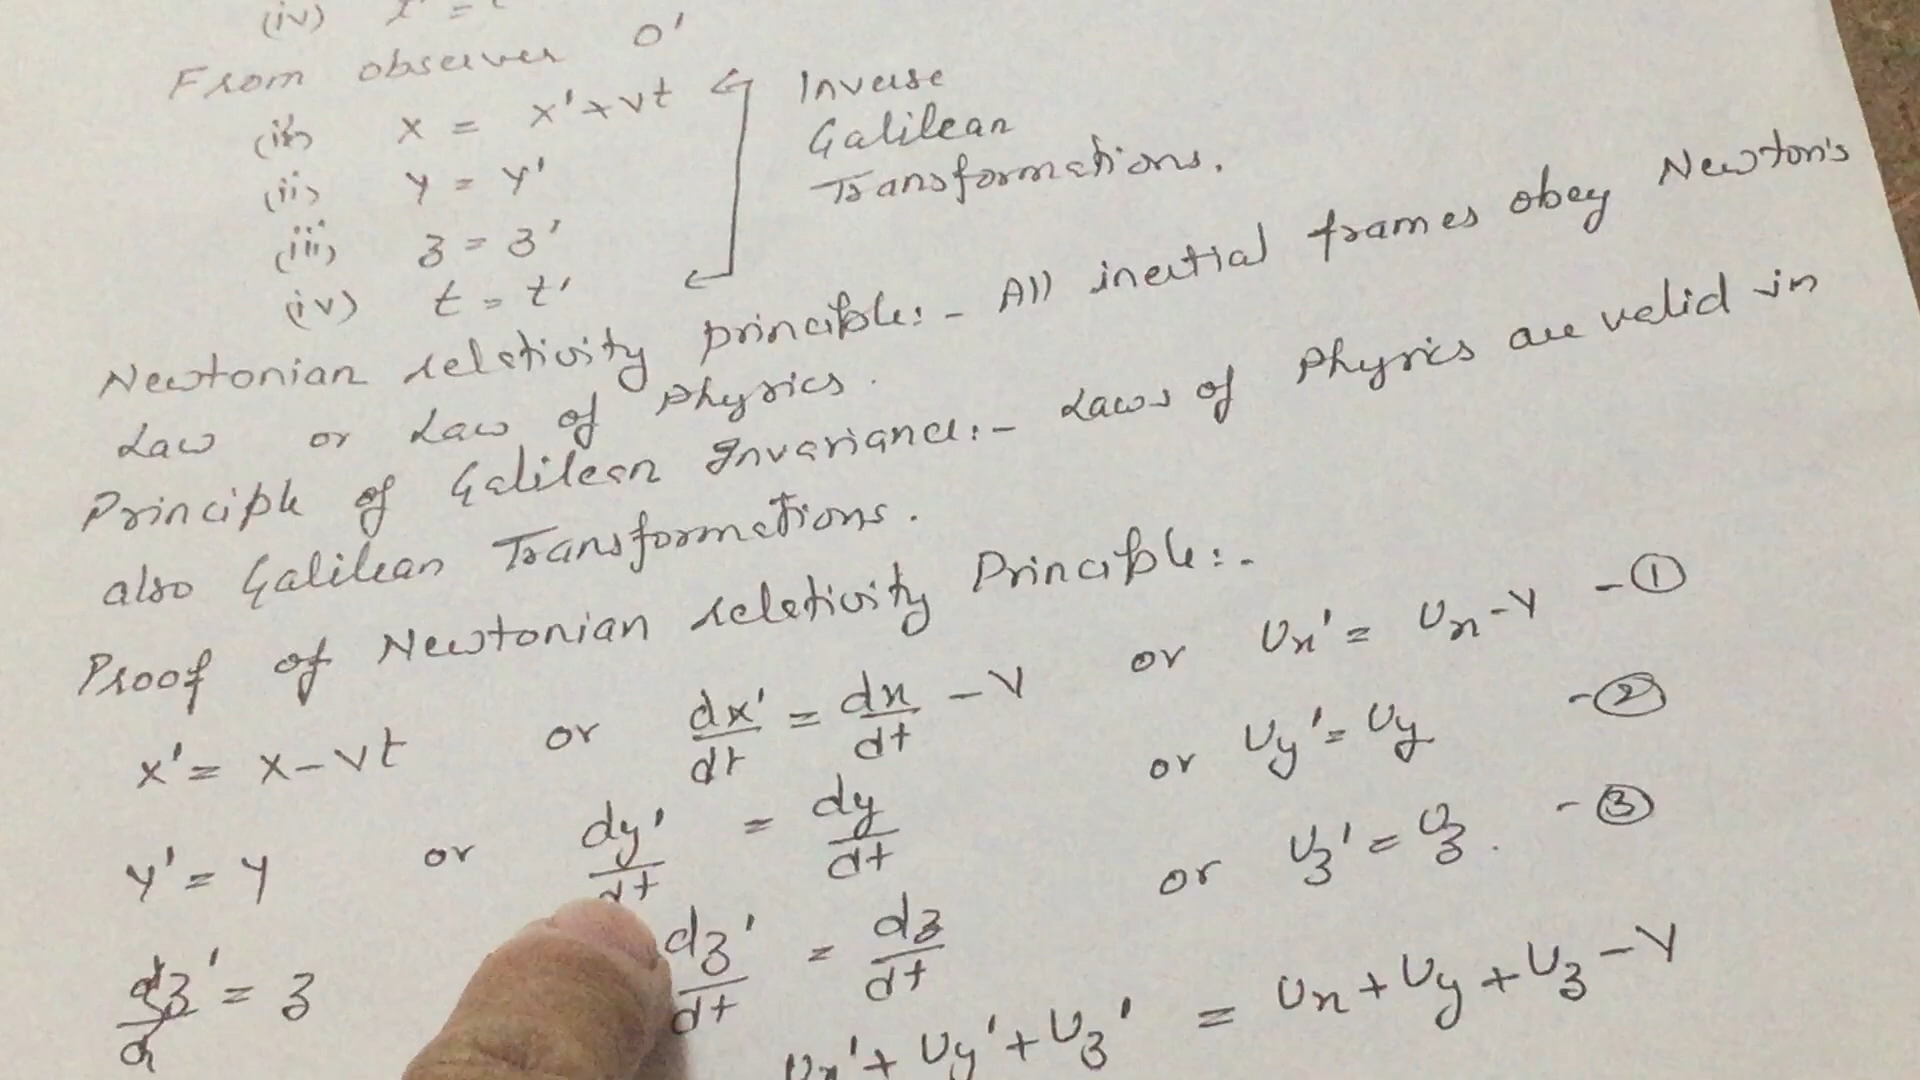 (iv)
From observer O'
(i) x = x'+vt Inverse
Galilean
(ii) y = y' Transformations.
(iii) z = z'
(iv) t = t'
Newtonian relativity principle:- All inertial frames obey Newton's
Law or Law of Physics.
Principle of Galilean Invariance:- Laws of Physics are valid in
also Galilean Transformations.
Proof of Newtonian relativity Principle:-
x' = x-vt or dx'/dt = dx/dt - v or Ux' = Ux-v -①
y' = y or dy'/dt = dy/dt or Uy' = Uy -②
z' = z dz'/dt = dz/dt or Uz' = Uz. -③
Ux'+Uy'+Uz' = Ux+Uy+Uz-v